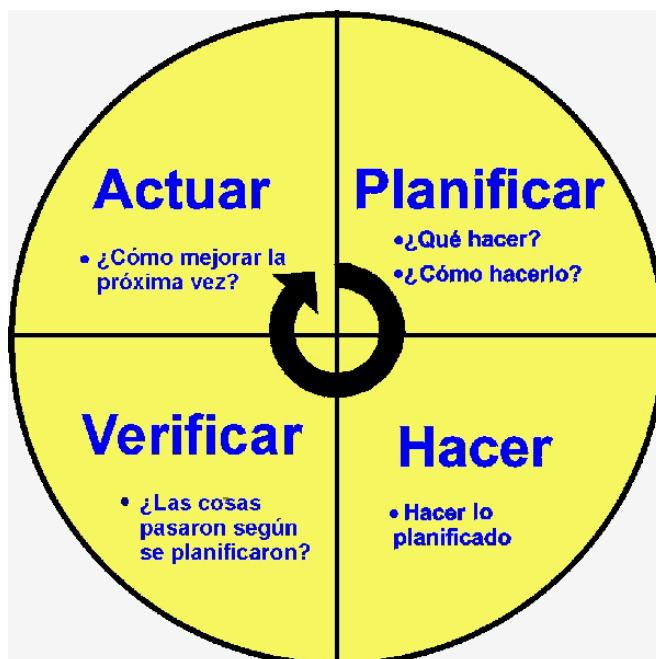 Actuar
• ¿Cómo mejorar la
próxima vez?
Planificar
•¿Qué hacer?
•¿Cómo hacerlo?
Verificar
• ¿Las cosas
pasaron según
se planificaron?
Hacer
• Hacer lo
planificado